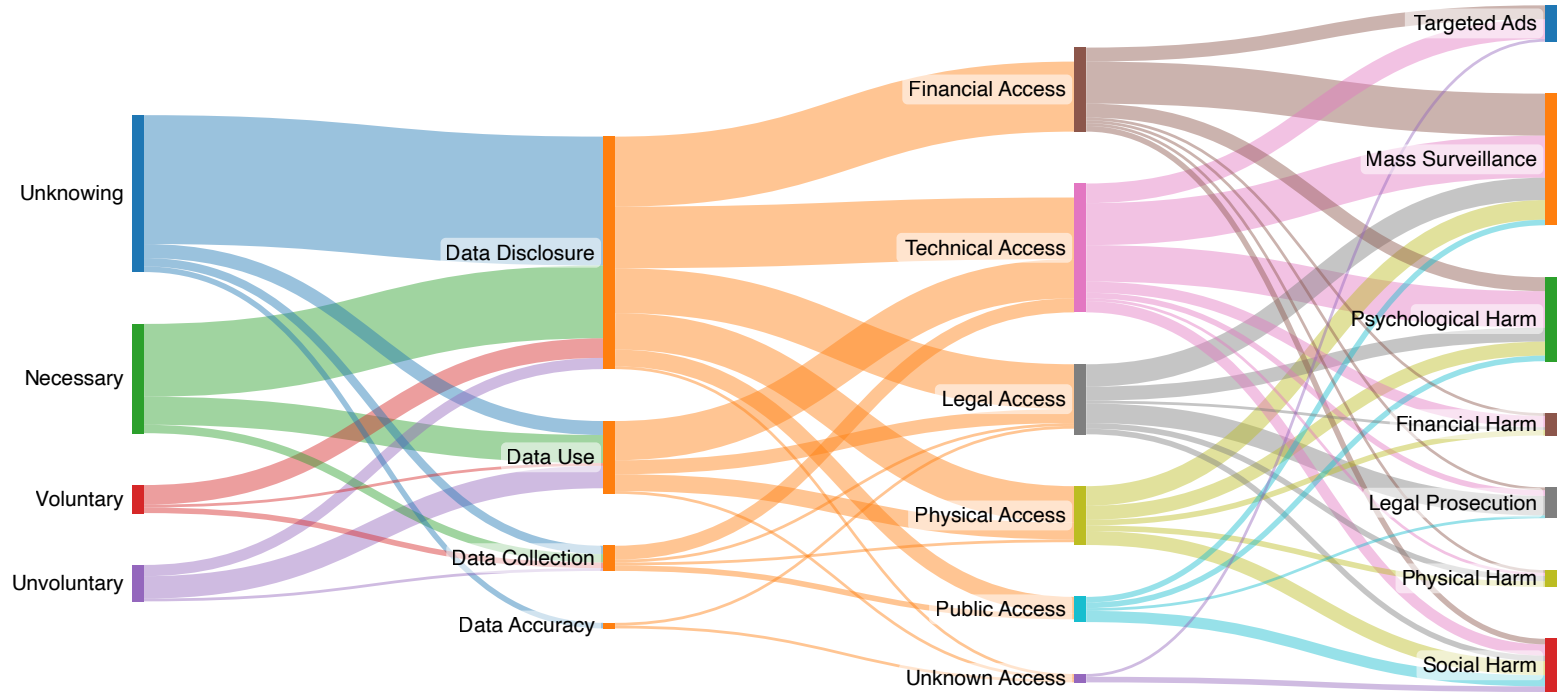 Unknowing
Necessary
Voluntary
Unvoluntary
Data Disclosure
Data Use
Data Collection
Data Accuracy
Financial Access
Technical Access
Legal Access
Physical Access
Public Access
Unknown Access
Targeted Ads
Mass Surveillance
Psychological Harm
Financial Harm
Legal Prosecution
Physical Harm
Social Harm